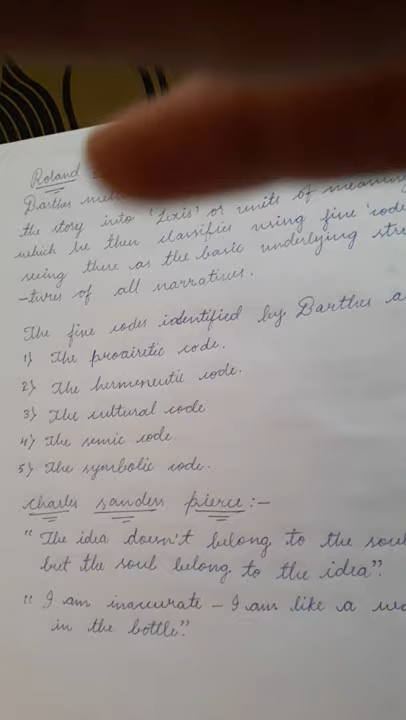 Roland
Barthes
the story into 'Lexis' or units of meaning
which he then classifies using five code
seeing there as the basic underlying stru
-tures of all narratives.
The five codes identified by Barthes a
1) The proairetic code.
2) The hermeneutic code.
3) The cultural code
4) The semic code.
5) The symbolic code.
Charles sanders pierce:-
"The idea doesn't belong to the soul
but the soul belong to the idea".
"I am inaccurate - I am like a
in the bottle".